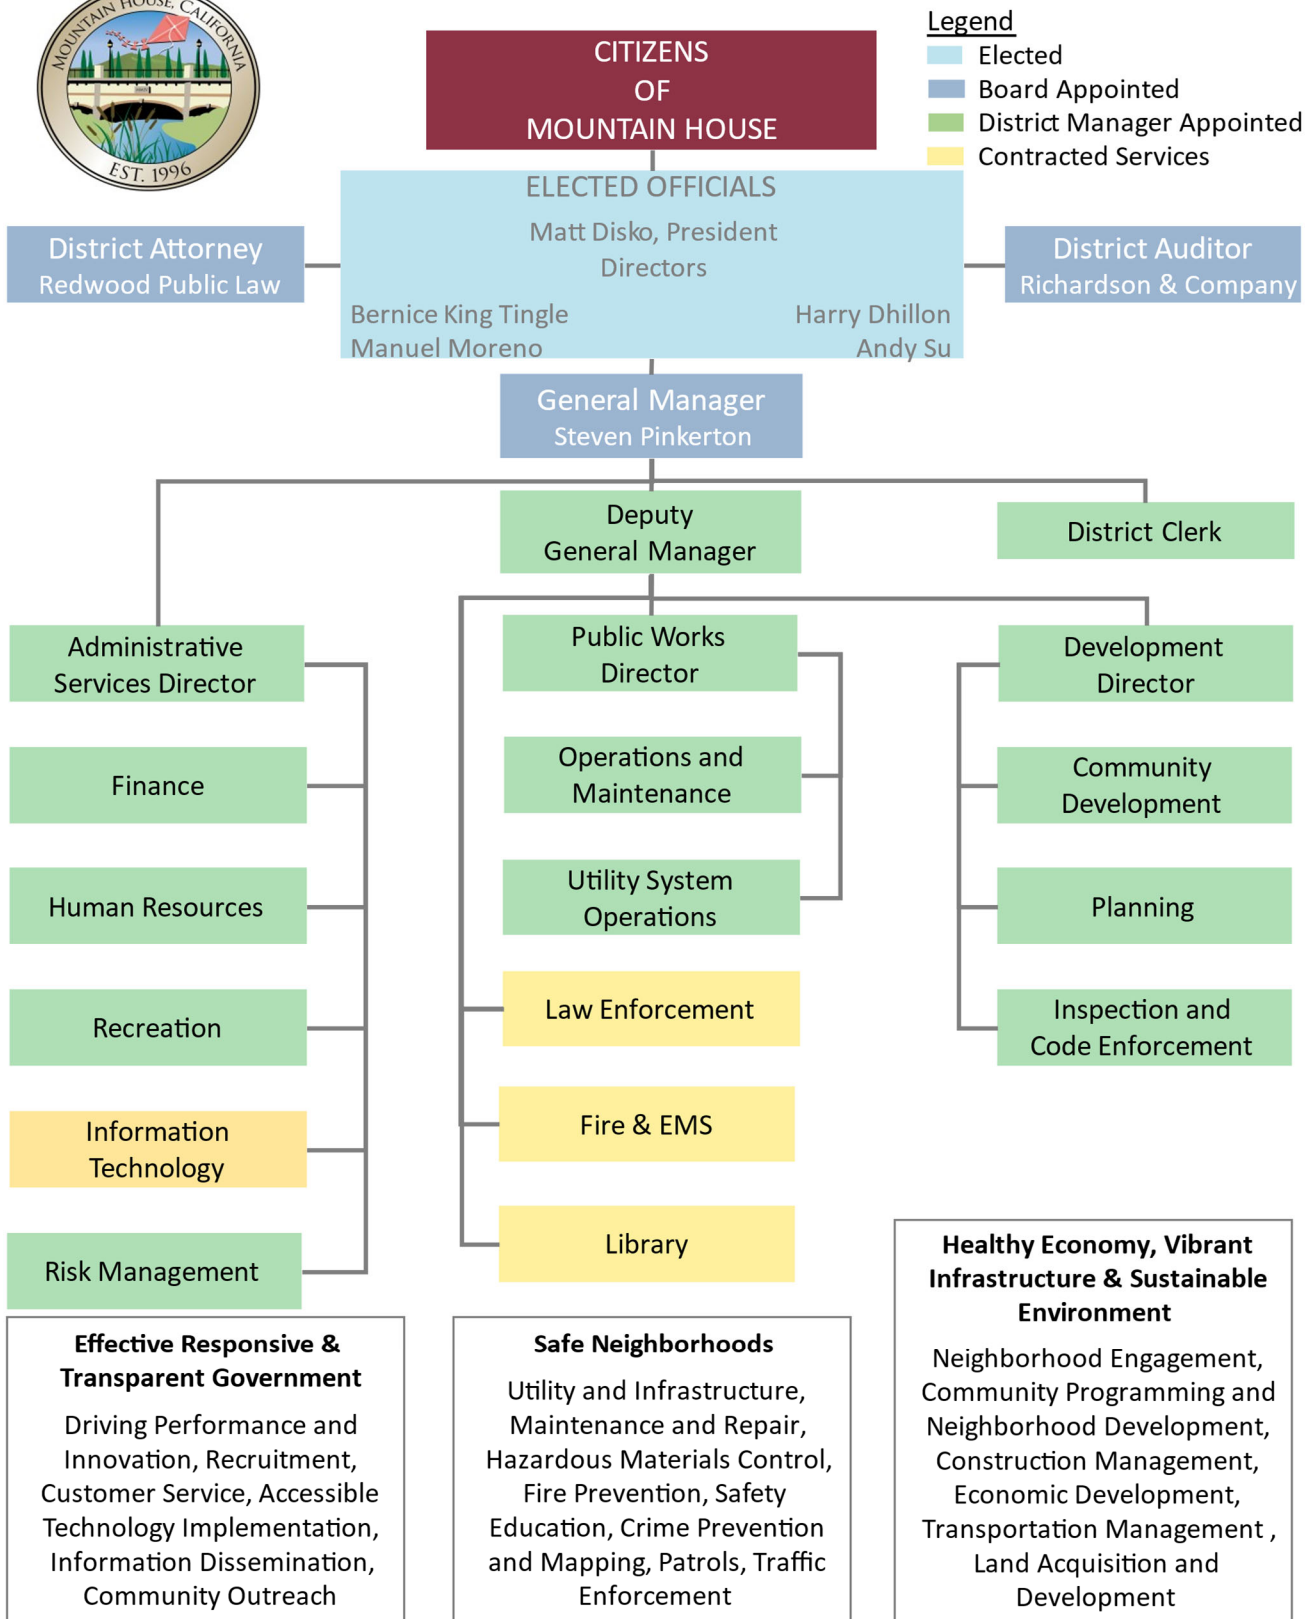 MOUNTAIN HOUSE, CALIFORNIA
EST. 1996
CITIZENS
OF
MOUNTAIN HOUSE
Legend
Elected
Board Appointed
District Manager Appointed
Contracted Services
ELECTED OFFICIALS
Matt Disko, President
Directors
Bernice King Tingle
Manuel Moreno
Harry Dhillon
Andy Su
District Attorney
Redwood Public Law
District Auditor
Richardson & Company
General Manager
Steven Pinkerton
Deputy
General Manager
District Clerk
Administrative
Services Director
Finance
Human Resources
Recreation
Information
Technology
Risk Management
Public Works
Director
Operations and
Maintenance
Utility System
Operations
Law Enforcement
Fire & EMS
Library
Development
Director
Community
Development
Planning
Inspection and
Code Enforcement
Effective Responsive &
Transparent Government
Driving Performance and
Innovation, Recruitment,
Customer Service, Accessible
Technology Implementation,
Information Dissemination,
Community Outreach
Safe Neighborhoods
Utility and Infrastructure,
Maintenance and Repair,
Hazardous Materials Control,
Fire Prevention, Safety
Education, Crime Prevention
and Mapping, Patrols, Traffic
Enforcement
Healthy Economy, Vibrant
Infrastructure & Sustainable
Environment
Neighborhood Engagement,
Community Programming and
Neighborhood Development,
Construction Management,
Economic Development,
Transportation Management ,
Land Acquisition and
Development